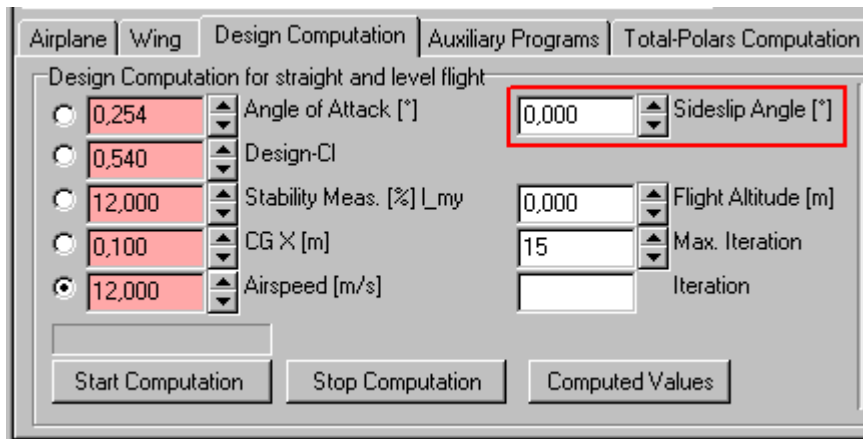 Airplane Wing Design Computation Auxiliary Programs Total-Polars Computation
Design Computation for straight and level flight
0,254 Angle of Attack [°] 0,000 Sideslip Angle [°]
0,540 Design-Cl
12,000 Stability Meas. [%] l_my 0,000 Flight Altitude [m]
0,100 CG X [m] 15 Max. Iteration
12,000 Airspeed [m/s] Iteration
Start Computation Stop Computation Computed Values